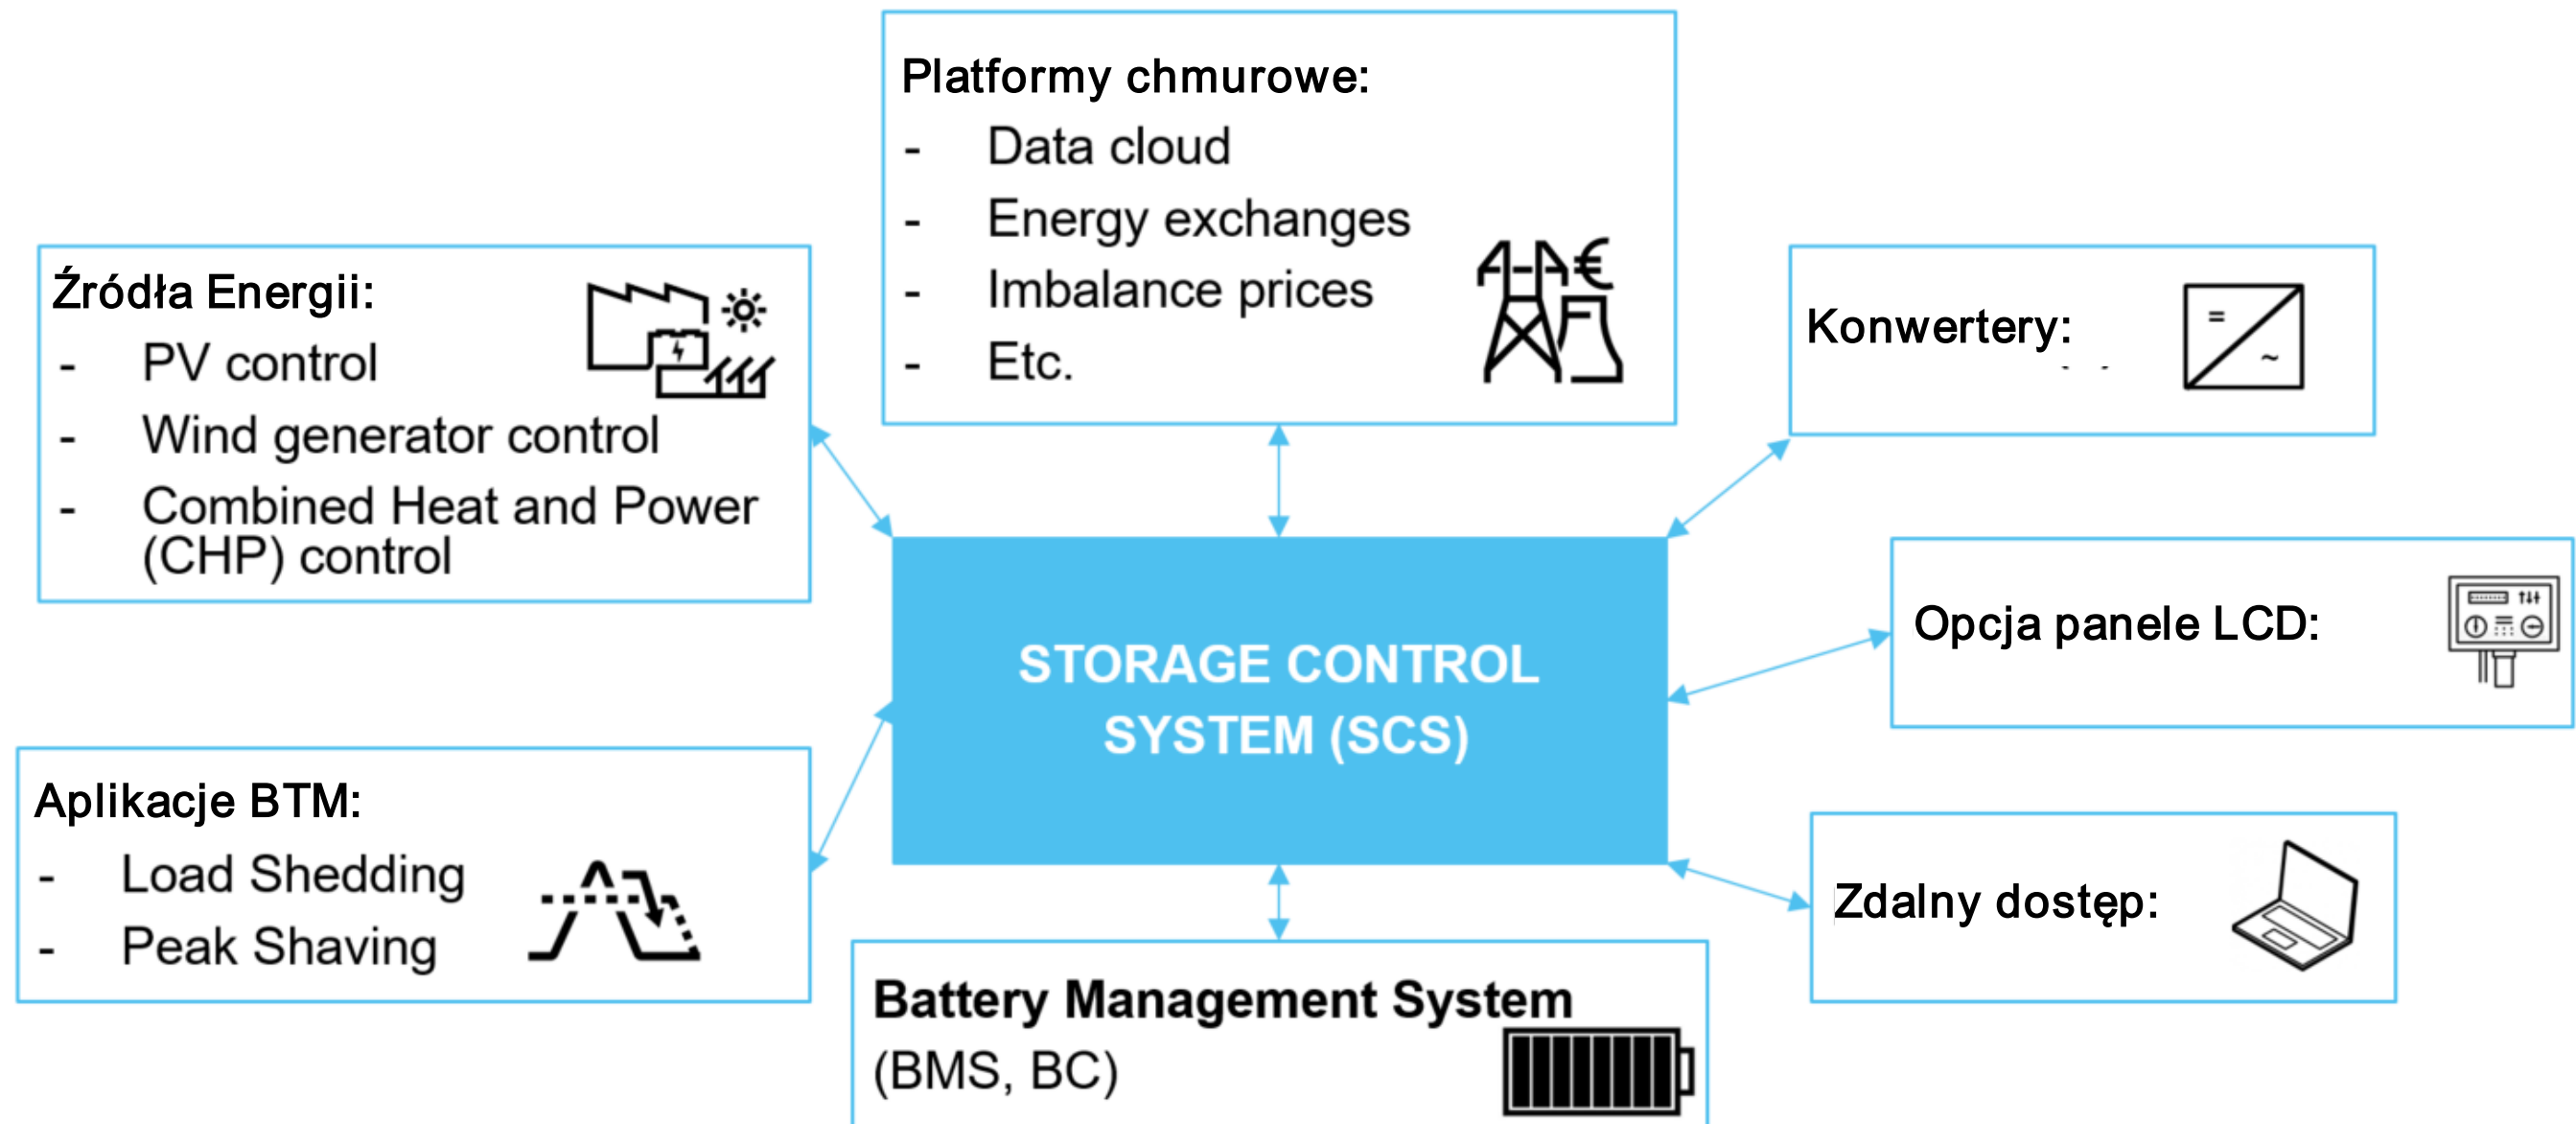 Platformy chmurowe:
- Data cloud
- Energy exchanges
- Imbalance prices
- Etc.
Źródła Energii:
- PV control
- Wind generator control
- Combined Heat and Power
(CHP) control
Konwertery:
Opcja panele LCD:
STORAGE CONTROL
SYSTEM (SCS)
Aplikacje BTM:
- Load Shedding
- Peak Shaving
Zdalny dostęp:
Battery Management System
(BMS, BC)